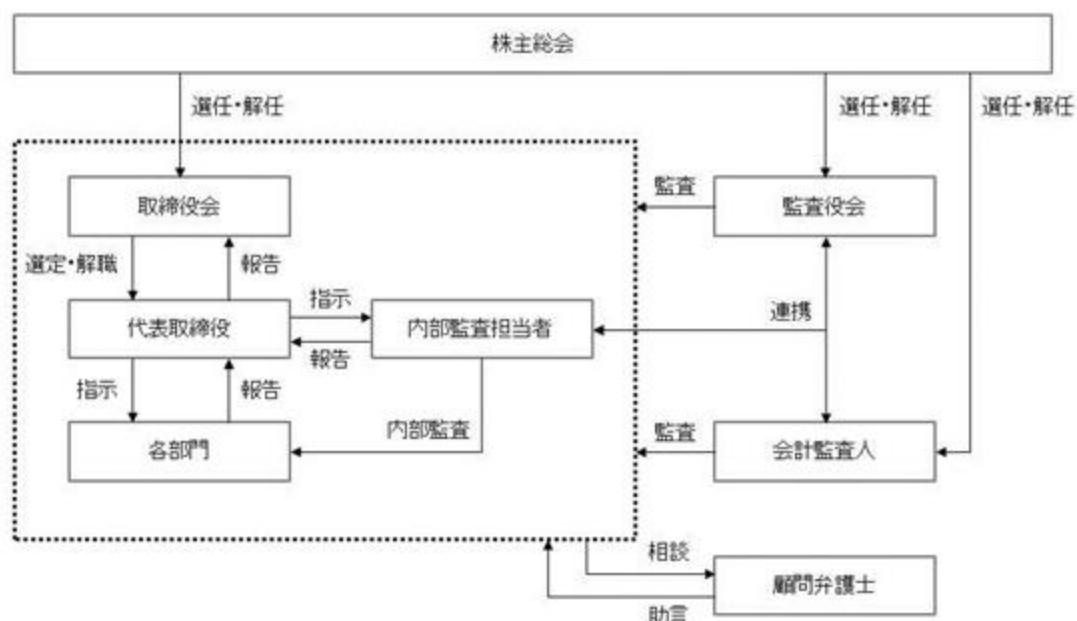 株主総会
選任・解任
選任・解任
選任・解任
取締役会
監査
監査役会
選定・解職
報告
代表取締役
指示
報告
内部監査担当者
連携
指示
報告
内部監査
各部門
監査
会計監査人
相談
助言
顧問弁護士